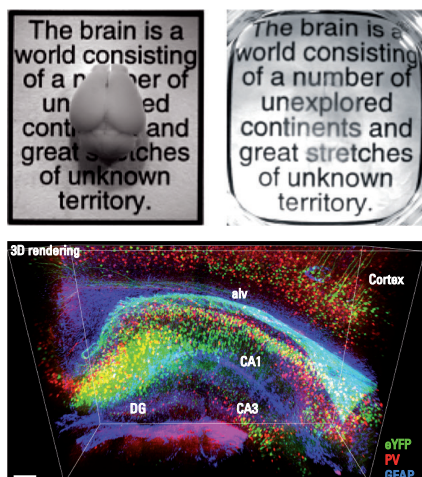 The brain is a
world consisting
of a of
and
great stretches
of unknown
territory.
The brain is a
world consisting
of a number of
unexplored
continents and
great stretches
of unknown
territory.
3D rendering
Cortex
alv
CA1
DG
CA3
eYFP
PV
GFAP